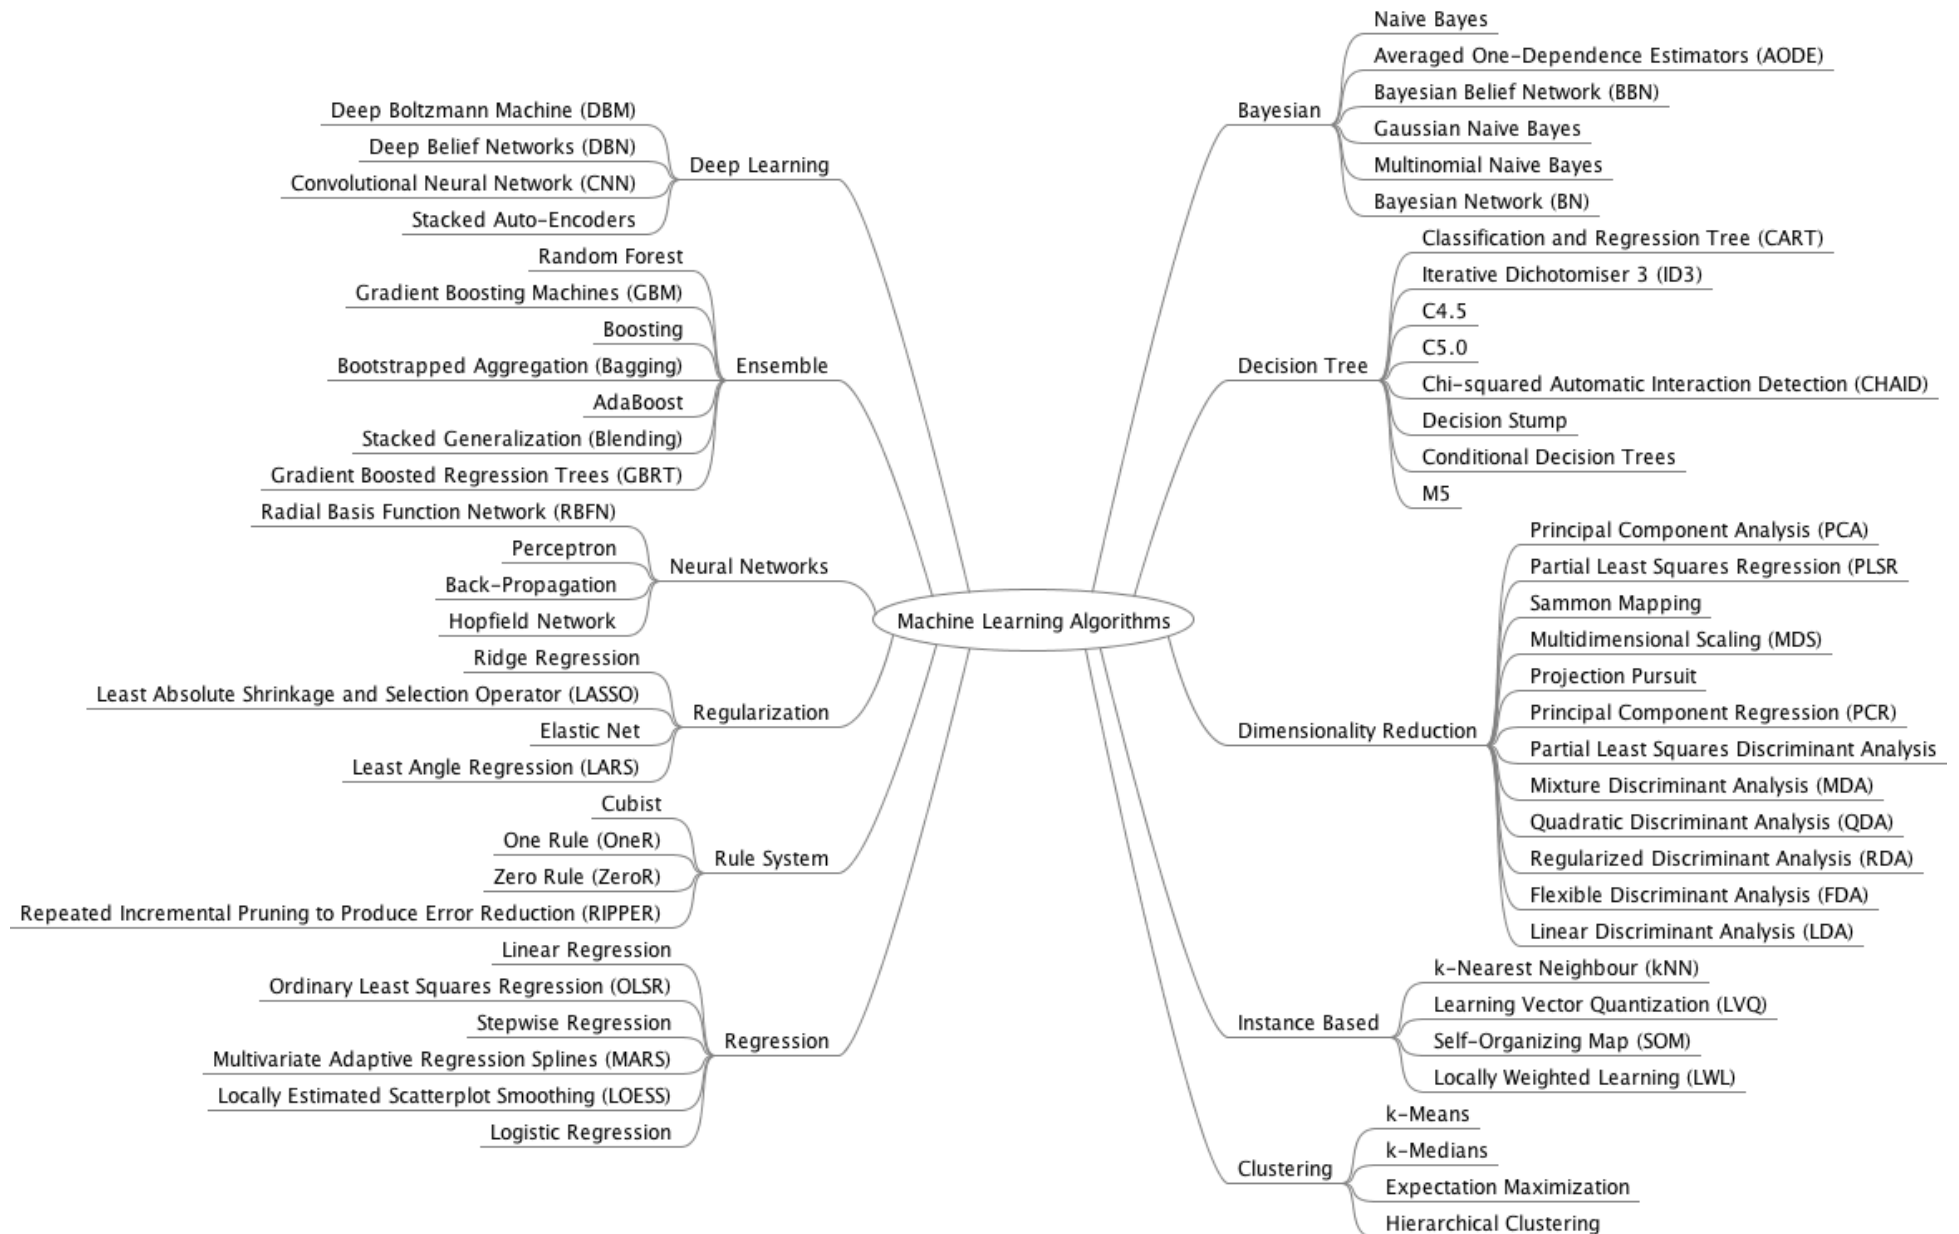 Machine Learning Algorithms
Deep Learning
Deep Boltzmann Machine (DBM)
Deep Belief Networks (DBN)
Convolutional Neural Network (CNN)
Stacked Auto-Encoders
Ensemble
Random Forest
Gradient Boosting Machines (GBM)
Boosting
Bootstrapped Aggregation (Bagging)
AdaBoost
Stacked Generalization (Blending)
Gradient Boosted Regression Trees (GBRT)
Neural Networks
Radial Basis Function Network (RBFN)
Perceptron
Back-Propagation
Hopfield Network
Regularization
Ridge Regression
Least Absolute Shrinkage and Selection Operator (LASSO)
Elastic Net
Least Angle Regression (LARS)
Rule System
Cubist
One Rule (OneR)
Zero Rule (ZeroR)
Repeated Incremental Pruning to Produce Error Reduction (RIPPER)
Regression
Linear Regression
Ordinary Least Squares Regression (OLSR)
Stepwise Regression
Multivariate Adaptive Regression Splines (MARS)
Locally Estimated Scatterplot Smoothing (LOESS)
Logistic Regression
Bayesian
Naive Bayes
Averaged One-Dependence Estimators (AODE)
Bayesian Belief Network (BBN)
Gaussian Naive Bayes
Multinomial Naive Bayes
Bayesian Network (BN)
Decision Tree
Classification and Regression Tree (CART)
Iterative Dichotomiser 3 (ID3)
C4.5
C5.0
Chi-squared Automatic Interaction Detection (CHAID)
Decision Stump
Conditional Decision Trees
M5
Dimensionality Reduction
Principal Component Analysis (PCA)
Partial Least Squares Regression (PLSR
Sammon Mapping
Multidimensional Scaling (MDS)
Projection Pursuit
Principal Component Regression (PCR)
Partial Least Squares Discriminant Analysis
Mixture Discriminant Analysis (MDA)
Quadratic Discriminant Analysis (QDA)
Regularized Discriminant Analysis (RDA)
Flexible Discriminant Analysis (FDA)
Linear Discriminant Analysis (LDA)
Instance Based
k-Nearest Neighbour (kNN)
Learning Vector Quantization (LVQ)
Self-Organizing Map (SOM)
Locally Weighted Learning (LWL)
Clustering
k-Means
k-Medians
Expectation Maximization
Hierarchical Clustering